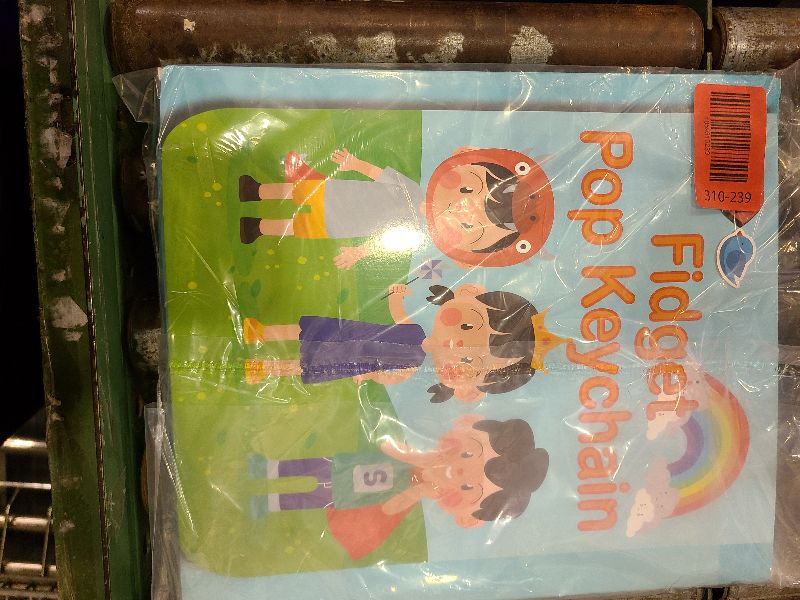 Fidget
Pop Keychain
310-239
S